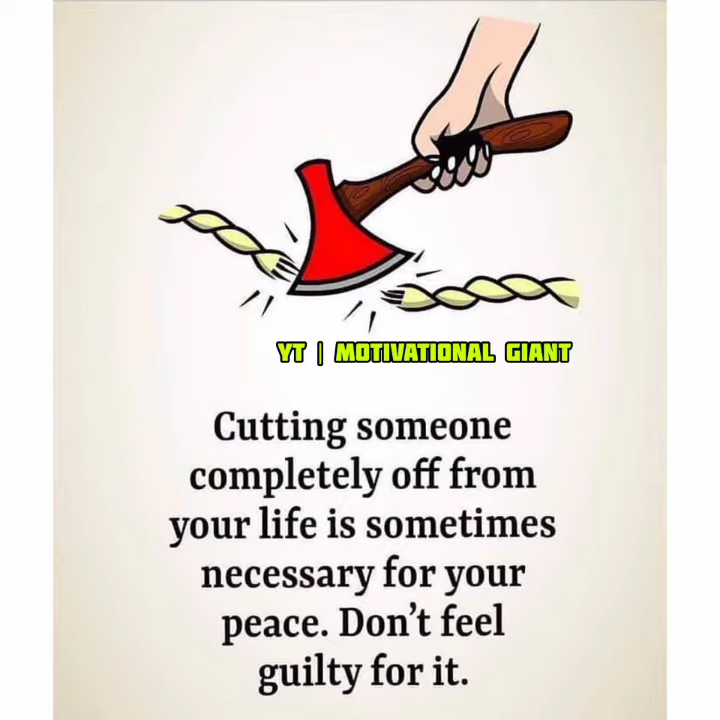 YT | MOTIVATIONAL GIANT
Cutting someone
completely off from
your life is sometimes
necessary for your
peace. Don’t feel
guilty for it.